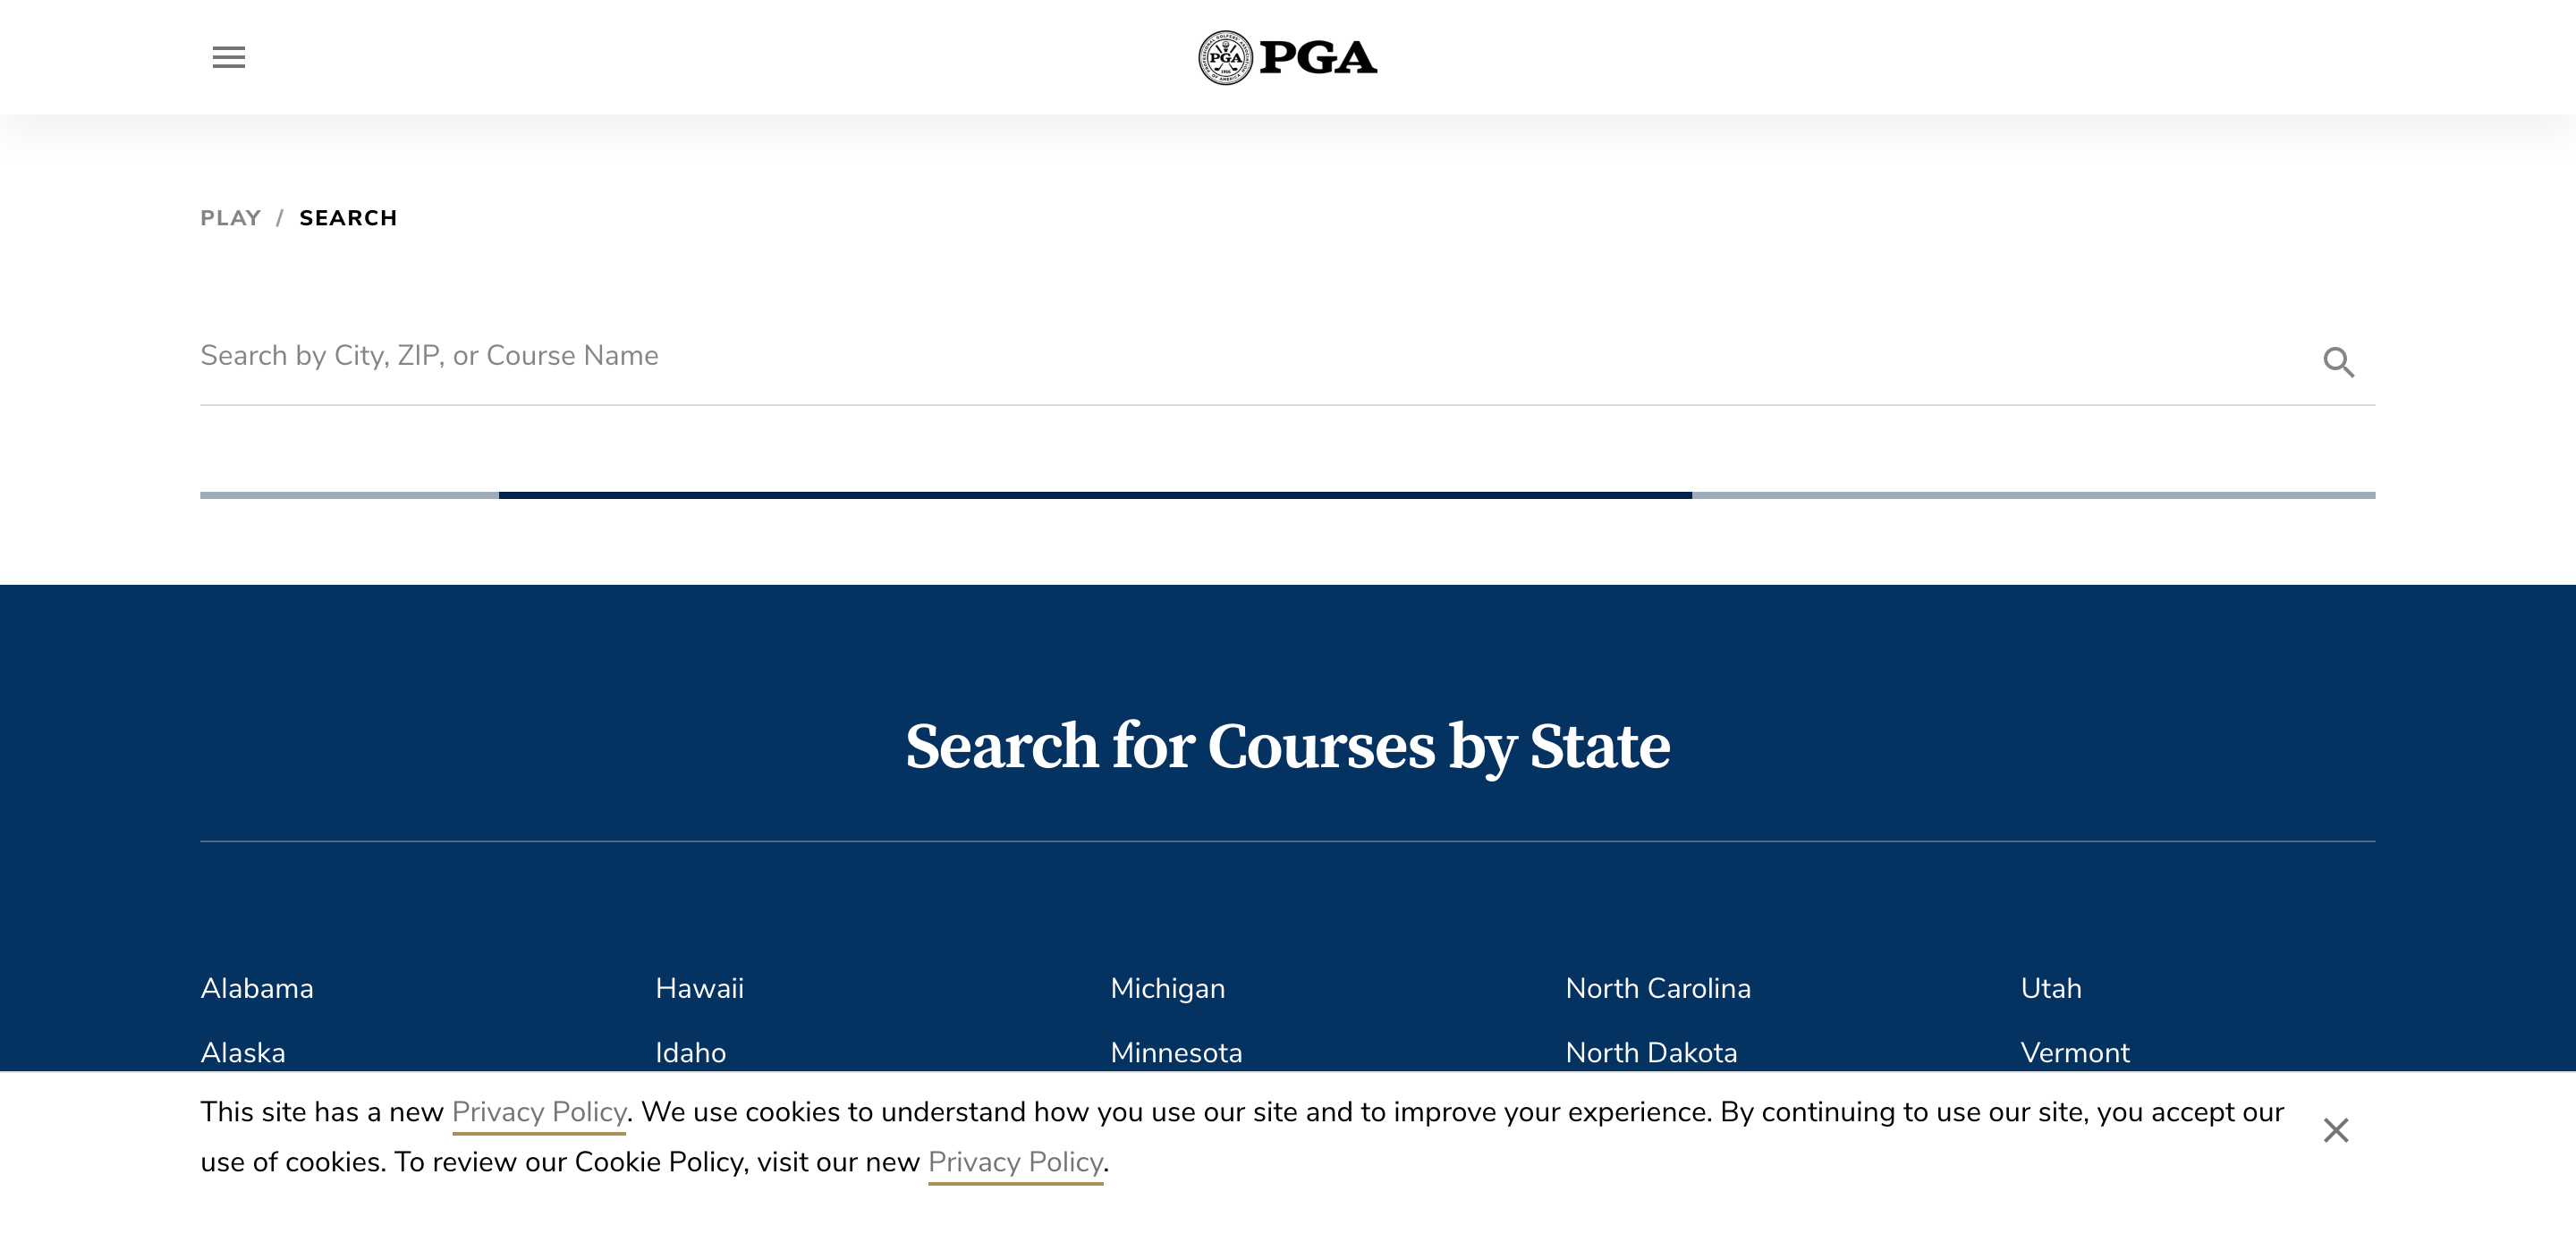 PGA
PGA
PLAY / SEARCH
Search by City, ZIP, or Course Name
Search for Courses by State
Alabama Hawaii Michigan North Carolina Utah
Alaska Idaho Minnesota North Dakota Vermont
This site has a new Privacy Policy. We use cookies to understand how you use our site and to improve your experience. By continuing to use our site, you accept our
use of cookies. To review our Cookie Policy, visit our new Privacy Policy.